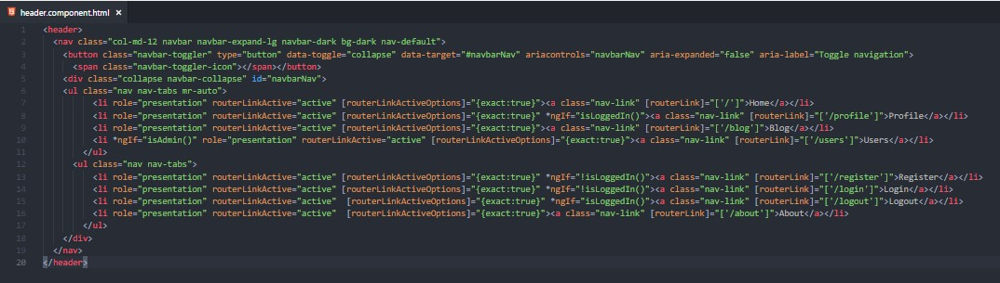 header.component.html ×
1 <header>
2 <nav class="col-md-12 navbar navbar-expand-lg navbar-dark bg-dark nav-default">
3 <button class="navbar-toggler" type="button" data-toggle="collapse" data-target="#navbarNav" ariacontrols="navbarNav" aria-expanded="false" aria-label="Toggle navigation">
4 <span class="navbar-toggler-icon"></span></button>
5 <div class="collapse navbar-collapse" id="navbarNav">
6 <ul class="nav nav-tabs mr-auto">
7 <li role="presentation" routerLinkActive="active" [routerLinkActiveOptions]="{exact:true}"><a class="nav-link" [routerLink]="['/']">Home</a></li>
8 <li role="presentation" routerLinkActive="active" [routerLinkActiveOptions]="{exact:true}" *ngIf="isLoggedIn()"><a class="nav-link" [routerLink]="['/profile']">Profile</a></li>
9 <li role="presentation" routerLinkActive="active" [routerLinkActiveOptions]="{exact:true}"><a class="nav-link" [routerLink]="['/blog']">Blog</a></li>
10 <li *ngIf="isAdmin()" role="presentation" routerLinkActive="active" [routerLinkActiveOptions]="{exact:true}"><a class="nav-link" [routerLink]="['/users']">Users</a></li>
11 </ul>
12 <ul class="nav nav-tabs">
13 <li role="presentation" routerLinkActive="active" [routerLinkActiveOptions]="{exact:true}" *ngIf="!isLoggedIn()"><a class="nav-link" [routerLink]="['/register']">Register</a></li>
14 <li role="presentation" routerLinkActive="active" [routerLinkActiveOptions]="{exact:true}" *ngIf="!isLoggedIn()"><a class="nav-link" [routerLink]="['/login']">Login</a></li>
15 <li role="presentation" routerLinkActive="active" [routerLinkActiveOptions]="{exact:true}" *ngIf="isLoggedIn()"><a class="nav-link" [routerLink]="['/logout']">Logout</a></li>
16 <li role="presentation" routerLinkActive="active" [routerLinkActiveOptions]="{exact:true}"><a class="nav-link" [routerLink]="['/about']">About</a></li>
17 </ul>
18 </div>
19 </nav>
20 </header>